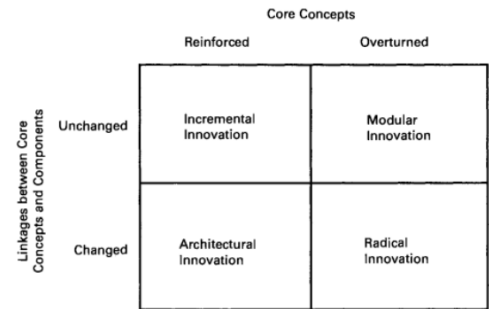 Core Concepts
Reinforced
Overturned
Linkages between Core
Concepts and Components
Unchanged
Incremental
Innovation
Modular
Innovation
Changed
Architectural
Innovation
Radical
Innovation